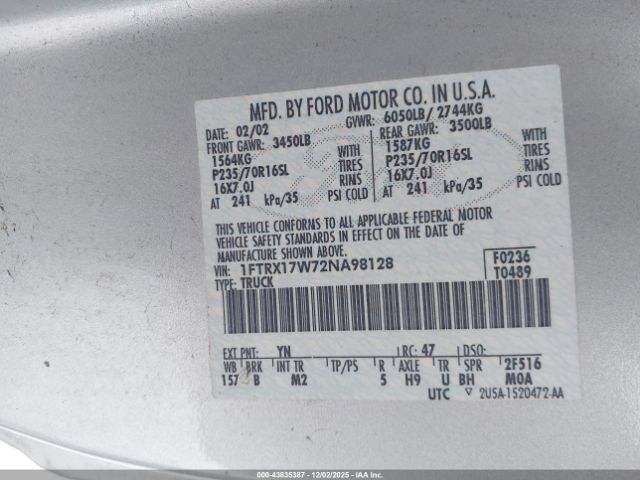 MFD. BY FORD MOTOR CO. IN U.S.A.
DATE: 02/02 GVWR: 6050LB/ 2744KG
FRONT GAWR: 3450LB REAR GAWR: 3500LB
1564KG WITH 1587KG WITH
P235/70R16SL TIRES P235/70R16SL TIRES
16X7.0J RINS 16X7.0J RINS
AT 241 kPa/35 PSI COLD AT 241 kPa/35 PSI COLD
THIS VEHICLE CONFORMS TO ALL APPLICABLE FEDERAL MOTOR
VEHICLE SAFETY STANDARDS IN EFFECT ON THE DATE OF
MANUFACTURE SHOWN ABOVE.
VIN: 1FTRX17W72NA98128 F0236
TYPE: TRUCK T0489
EXT PNT: YN RC: 47 DSO:
WB BRK INT TR TP/PS R AXLE TR SPR 2F516
157 B M2 5 H9 U BH MOA
UTC ▽ 2U5A-1520472-AA
000-43835387 - 12/02/2025 - IAAI.CA